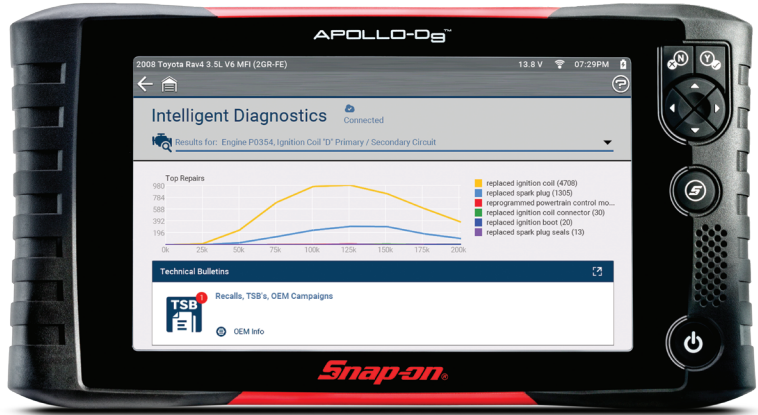 APOLLO-D8™
2008 Toyota Rav4 3.5L V6 MFI (2GR-FE) 13.8 V 07:29PM
N Y
?
Intelligent Diagnostics
Connected
Results for: Engine P0354, Ignition Coil "D" Primary / Secondary Circuit
Top Repairs
980
784
588
392
196
0k 25k 50k 75k 100k 125k 150k 175k 200k
replaced ignition coil (4708)
replaced spark plug (1305)
reprogrammed powertrain control mo...
replaced ignition coil connector (30)
replaced ignition boot (20)
replaced spark plug seals (13)
S
Technical Bulletins
TSB 1
Recalls, TSB's, OEM Campaigns
OEM Info
Snap-on®